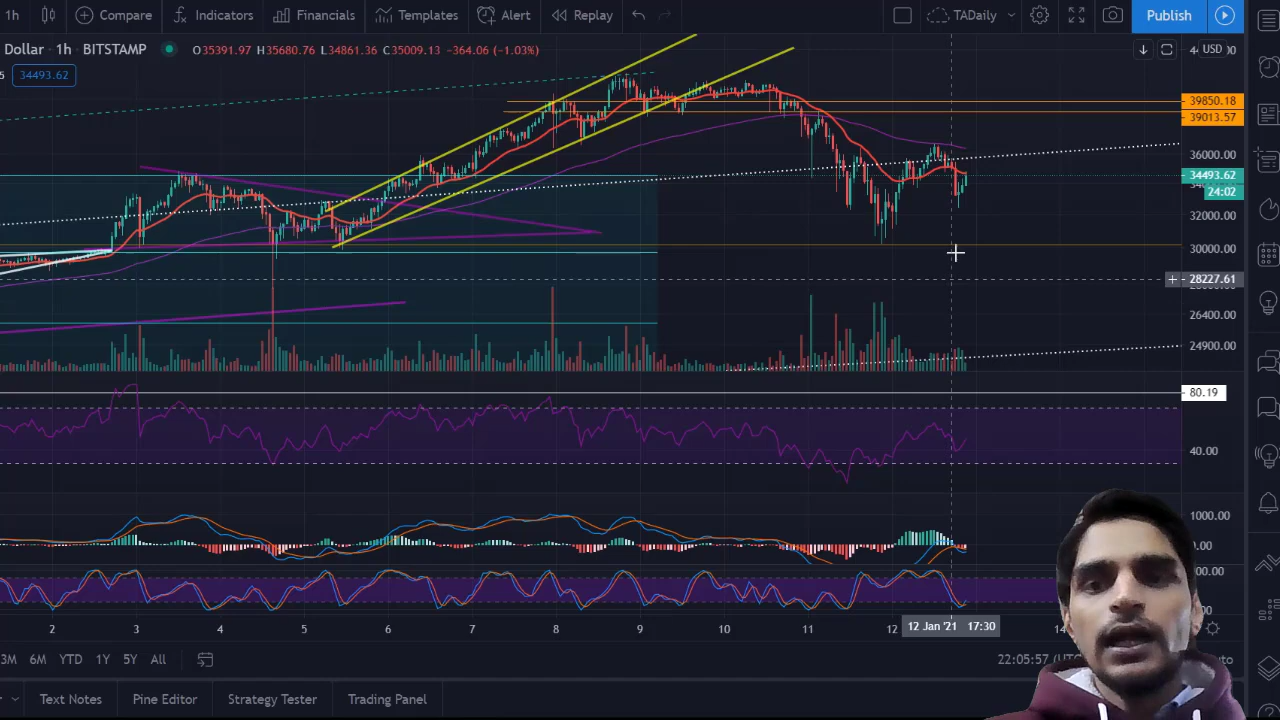 1h Compare Indicators Financials Templates Alert Replay TADaily Publish
Dollar · 1h · BITSTAMP O35391.97 H35680.76 L34861.36 C35009.13 -364.06 (-1.03%) USD
34493.62
39850.18
39013.57
36000.00
34493.62
24:02
32000.00
30000.00
28227.61
26400.00
24900.00
80.19
40.00
1000.00
2 3 4 5 6 7 8 9 10 11 12 12 Jan '21 17:30
3M 6M YTD 1Y 5Y All 22:05:57
Text Notes Pine Editor Strategy Tester Trading Panel